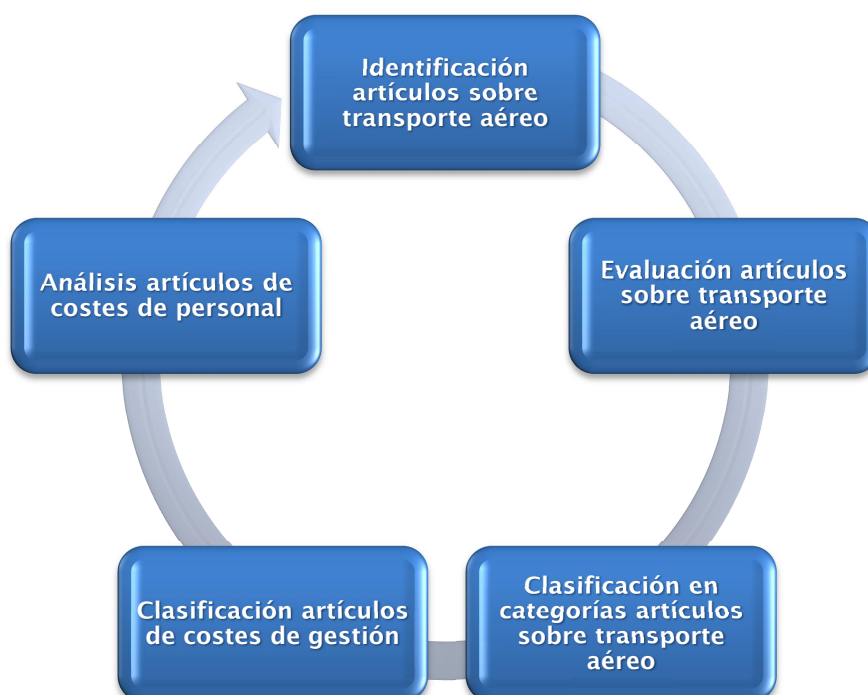 Identificación
artículos sobre
transporte aéreo
Evaluación artículos
sobre transporte
aéreo
Clasificación en
categorías artículos
sobre transporte
aéreo
Clasificación artículos
de costes de gestión
Análisis artículos de
costes de personal